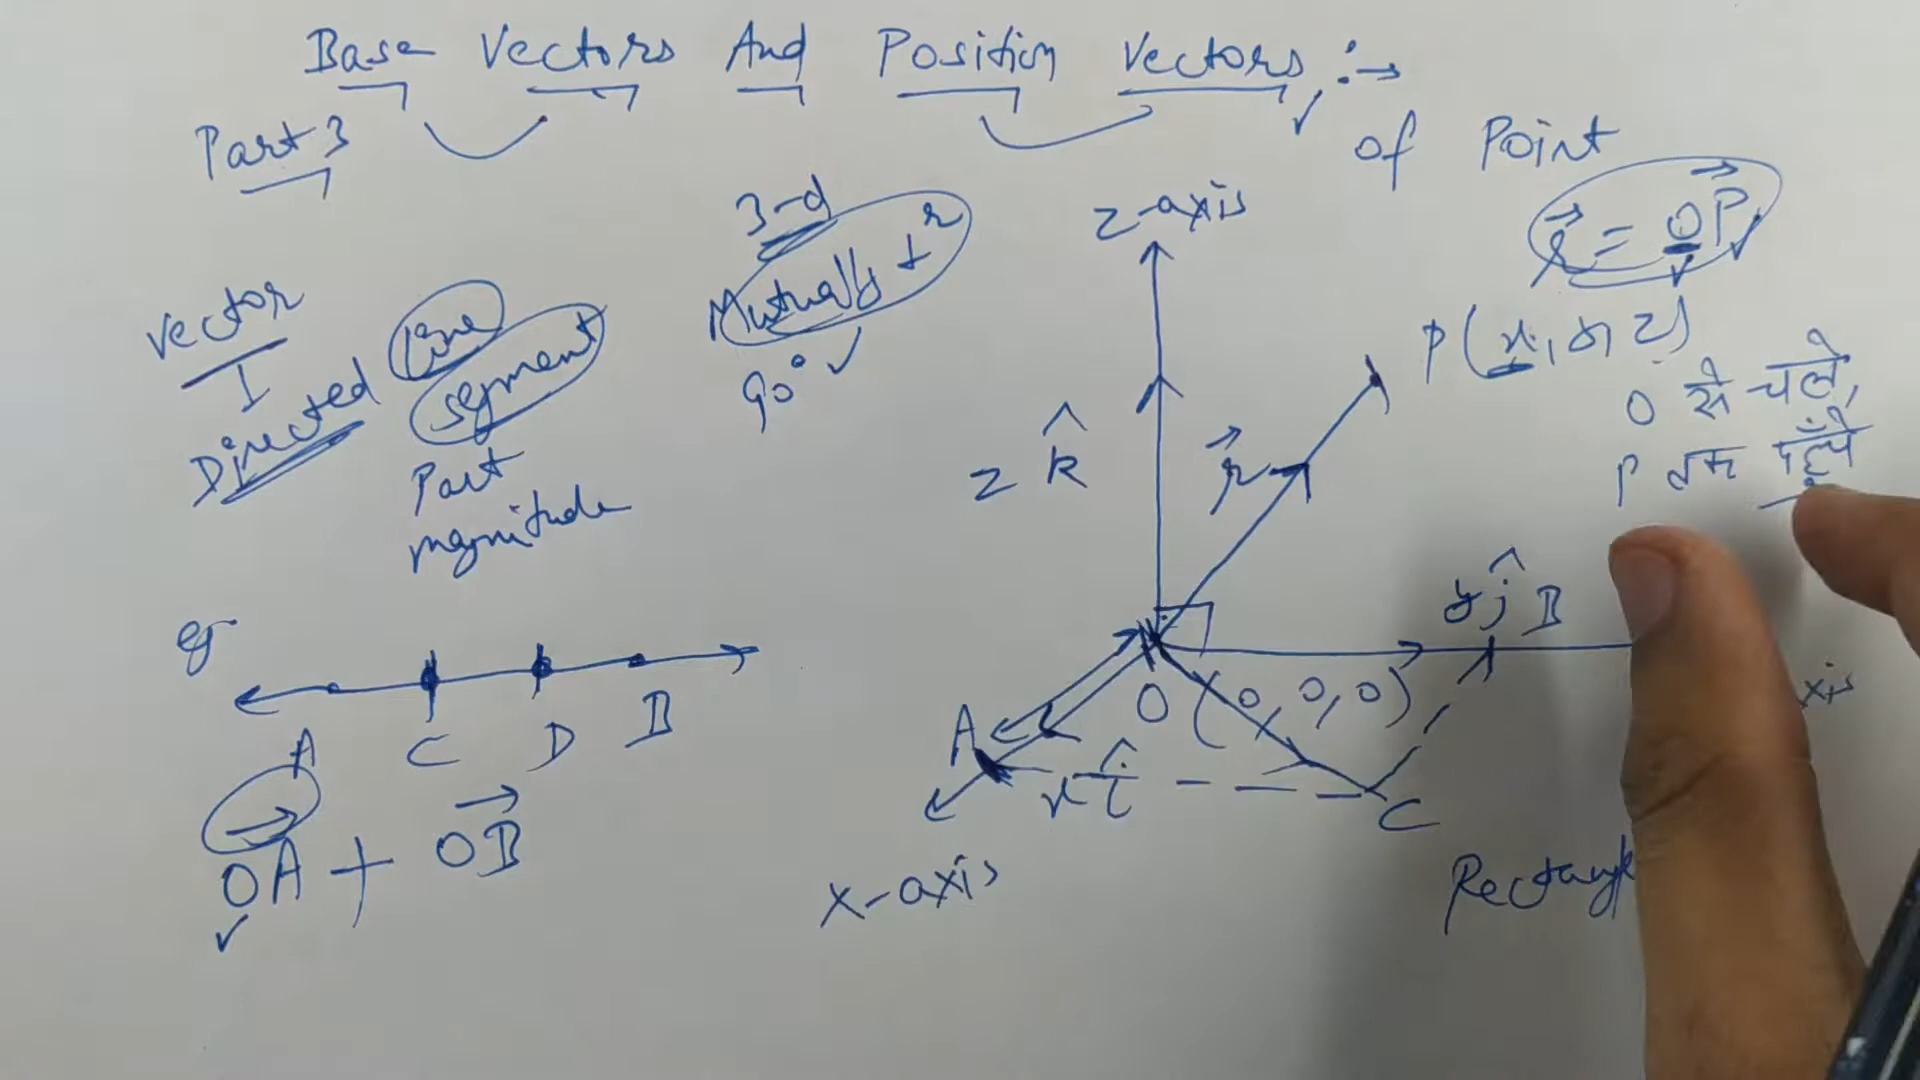 Base Vectors And Position Vectors :→
Part 3
of Point
3-d
Mutually ⊥r
90°
vector
Directed line segment
Part
magnitude
eg
A C D B
OA + OB
z-axis
r = OP
P(x, y, z)
O से चले,
P तक पहुँचे
z k̂
r
y ĵ B
O (0, 0, 0)
xis
A
x î
C
x-axis